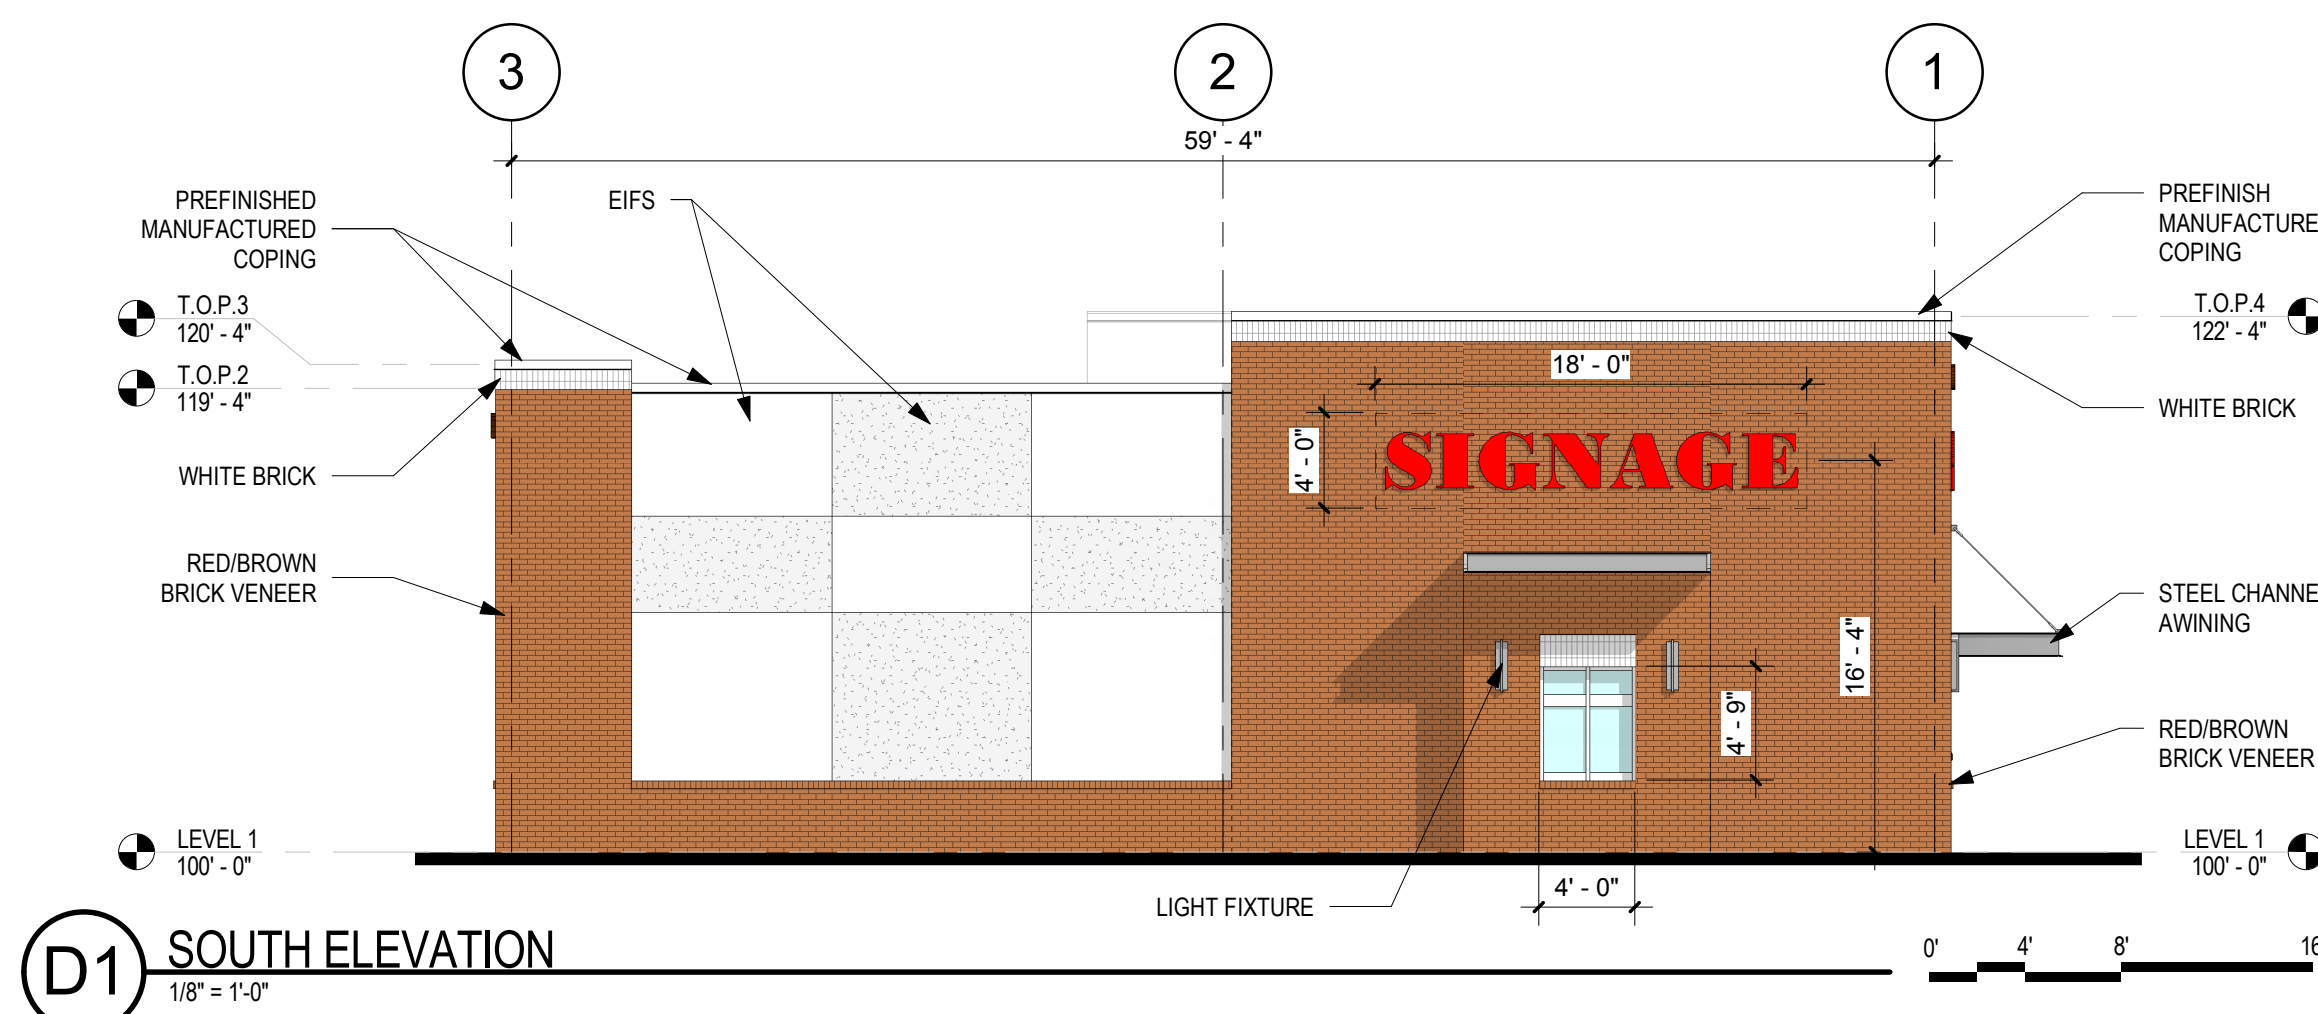 3
2
1
59' - 4"
PREFINISHED
MANUFACTURED
COPING
EIFS
PREFINISH
MANUFACTURE
COPING
T.O.P.3
120' - 4"
T.O.P.4
122' - 4"
T.O.P.2
119' - 4"
18' - 0"
WHITE BRICK
4' - 0"
SIGNAGE
WHITE BRICK
RED/BROWN
BRICK VENEER
STEEL CHANNE
AWINING
16' - 4"
4' - 9"
RED/BROWN
BRICK VENEER
LEVEL 1
100' - 0"
LEVEL 1
100' - 0"
4' - 0"
LIGHT FIXTURE
D1
SOUTH ELEVATION
1/8" = 1'-0"
0' 4' 8' 16